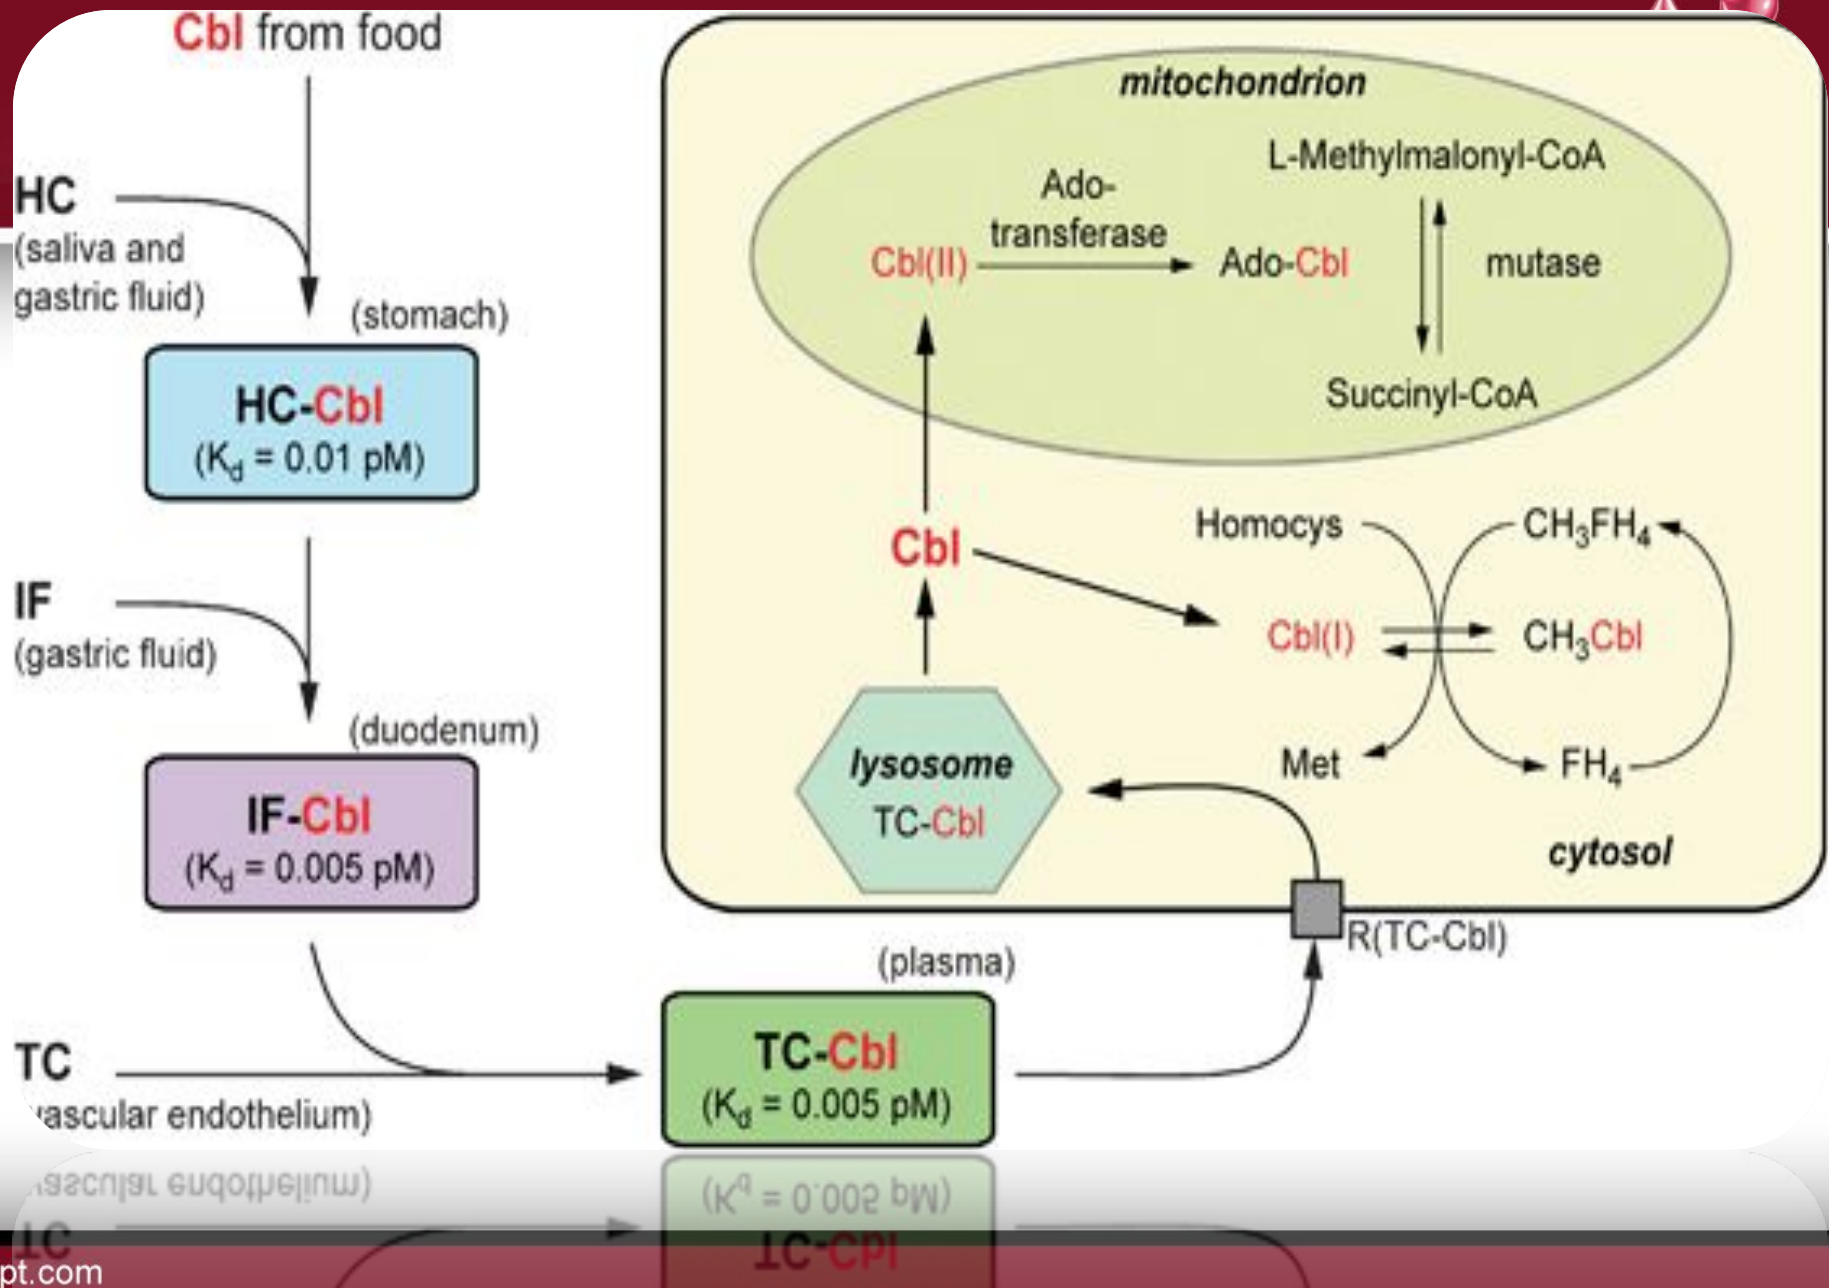 Cbl from food
HC
(saliva and
gastric fluid)
(stomach)
HC-Cbl
(Kd = 0.01 pM)
IF
(gastric fluid)
(duodenum)
IF-Cbl
(Kd = 0.005 pM)
TC
vascular endothelium)
(plasma)
TC-Cbl
(Kd = 0.005 pM)
R(TC-Cbl)
mitochondrion
L-Methylmalonyl-CoA
Ado-
transferase
Cbl(II)
Ado-Cbl
mutase
Succinyl-CoA
Cbl
Homocys
CH3FH4
Cbl(I)
CH3Cbl
Met
FH4
lysosome
TC-Cbl
cytosol
pt.com